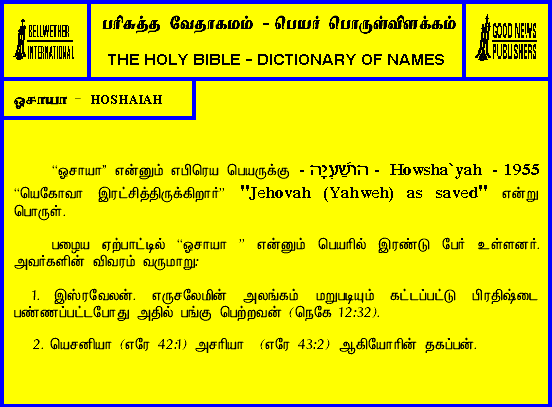 BELLWETHER
INTERNATIONAL
பரிசுத்த வேதாகமம் - பெயர் பொருள்விளக்கம்
THE HOLY BIBLE - DICTIONARY OF NAMES
GOOD NEWS
PUBLISHERS
ஓசாயா - HOSHAIAH
“ஓசாயா” என்னும் எபிரெய பெயருக்கு - הוֹשַׁעְיָה - Howsha`yah - 1955
“யெகோவா இரட்சித்திருக்கிறார்” "Jehovah (Yahweh) as saved" என்று
பொருள்.
பழைய ஏற்பாட்டில் “ஓசாயா ” என்னும் பெயரில் இரண்டு பேர் உள்ளனர்.
அவர்களின் விவரம் வருமாறு:
1. இஸ்ரவேலன். எருசலேமின் அலங்கம் மறுபடியும் கட்டப்பட்டு பிரதிஷ்டை
பண்ணப்பட்டபோது அதில் பங்கு பெற்றவன் (நெகே 12:32).
2. யெசனியா (எரே 42:1) அசரியா (எரே 43:2) ஆகியோரின் தகப்பன்.